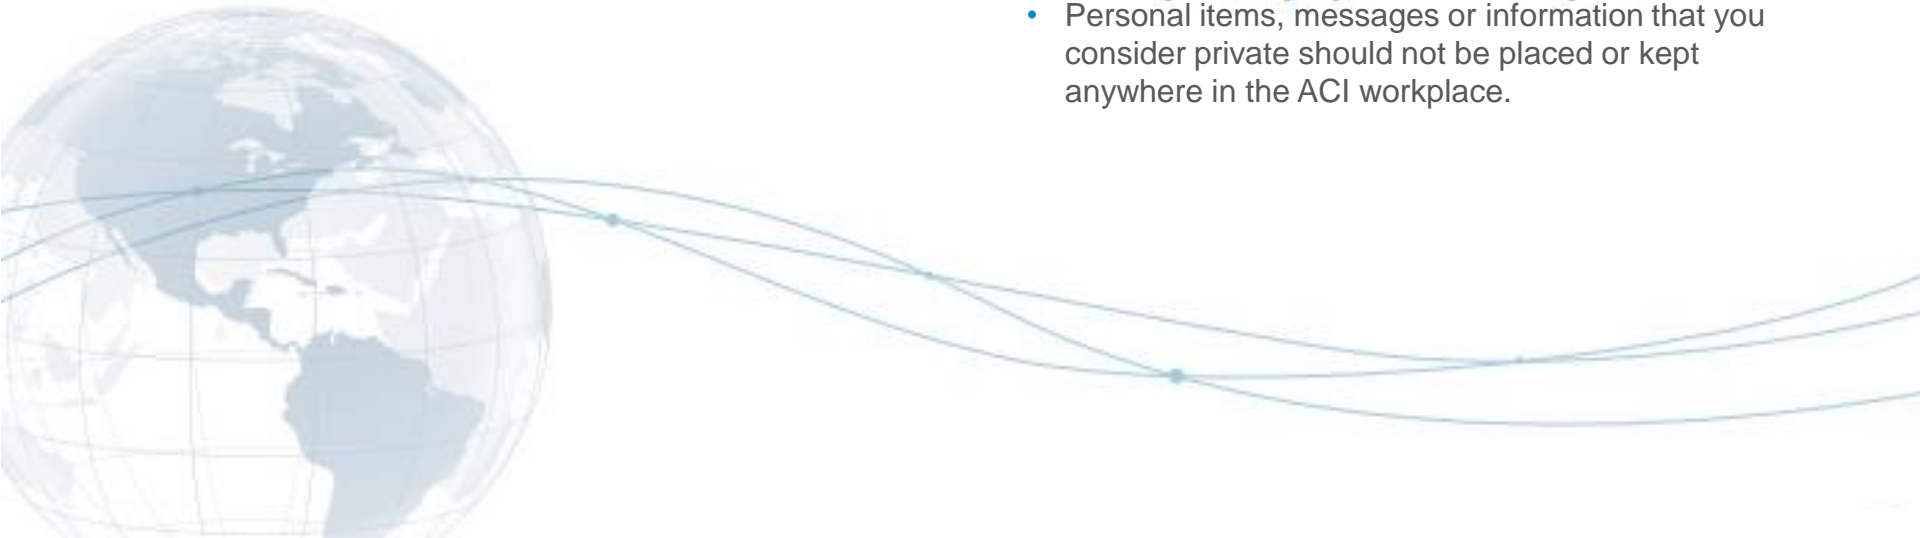 • Personal items, messages or information that you
consider private should not be placed or kept
anywhere in the ACI workplace.